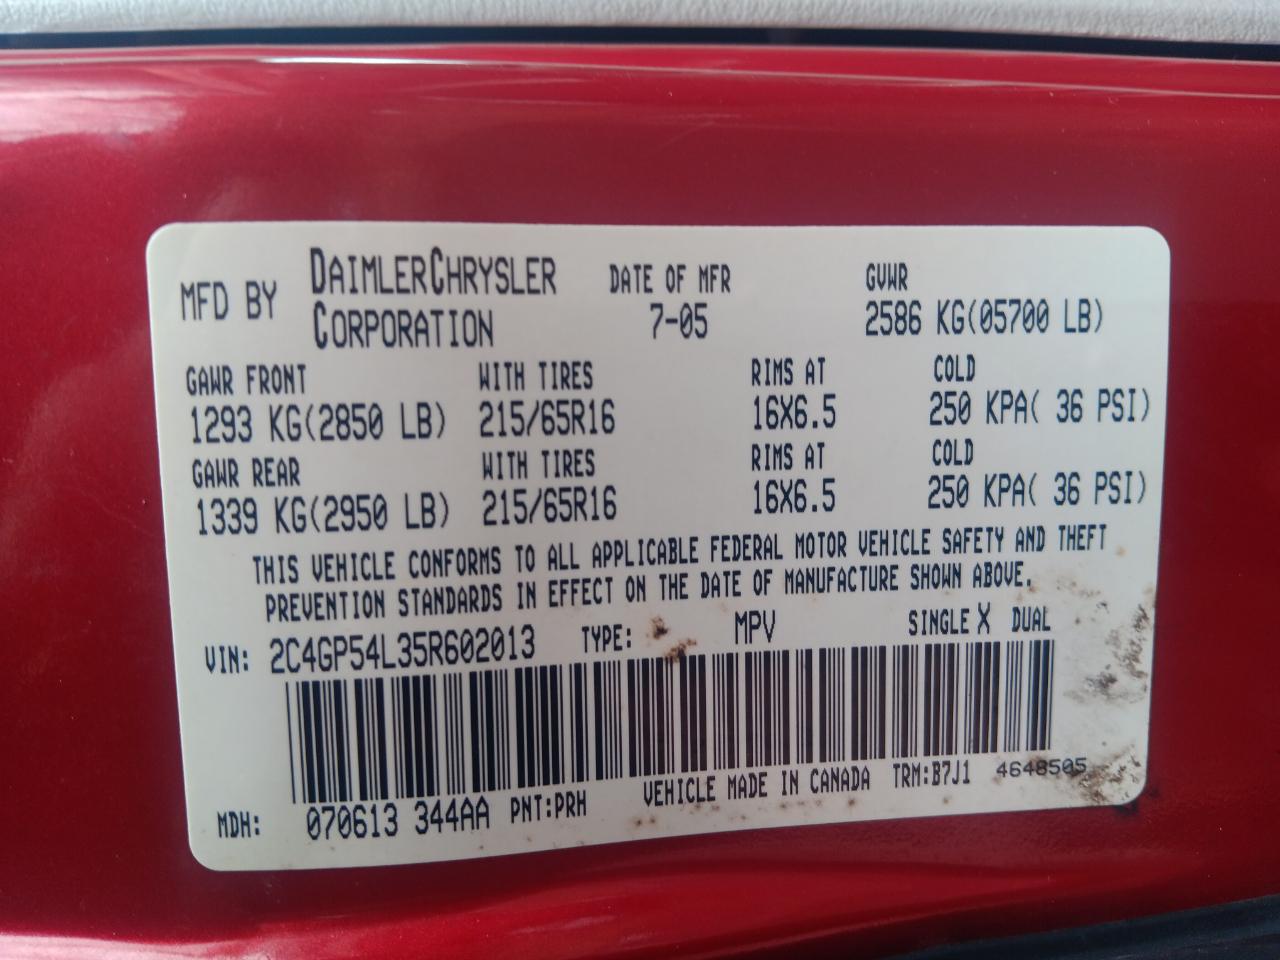 MFD BY DAIMLERCHRYSLER CORPORATION DATE OF MFR 7-05 GVWR 2586 KG(05700 LB)
GAWR FRONT WITH TIRES RIMS AT COLD
1293 KG(2850 LB) 215/65R16 16X6.5 250 KPA( 36 PSI)
GAWR REAR WITH TIRES RIMS AT COLD
1339 KG(2950 LB) 215/65R16 16X6.5 250 KPA( 36 PSI)
THIS VEHICLE CONFORMS TO ALL APPLICABLE FEDERAL MOTOR VEHICLE SAFETY AND THEFT
PREVENTION STANDARDS IN EFFECT ON THE DATE OF MANUFACTURE SHOWN ABOVE.
VIN: 2C4GP54L35R602013 TYPE: MPV SINGLE X DUAL
MDH: 070613 344AA PNT:PRH VEHICLE MADE IN CANADA TRM:B7J1 4648505